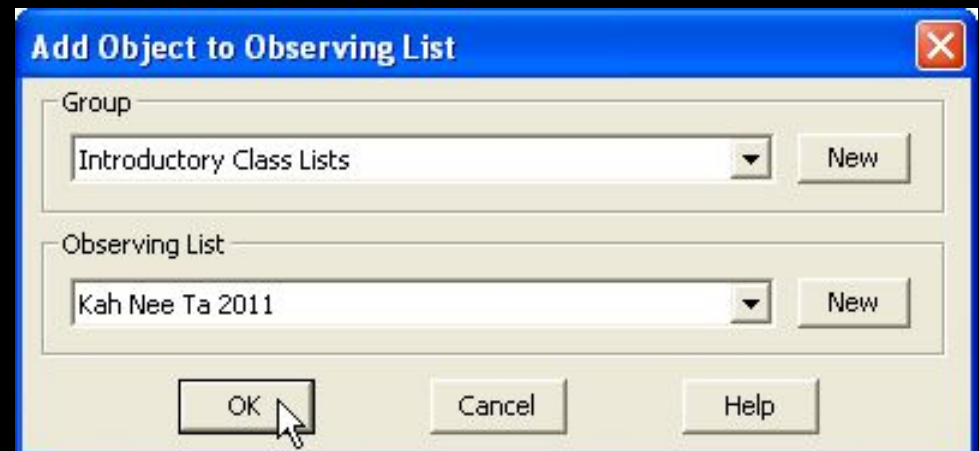 Add Object to Observing List
Group
Introductory Class Lists
New
Observing List
Kah Nee Ta 2011
New
OK
Cancel
Help